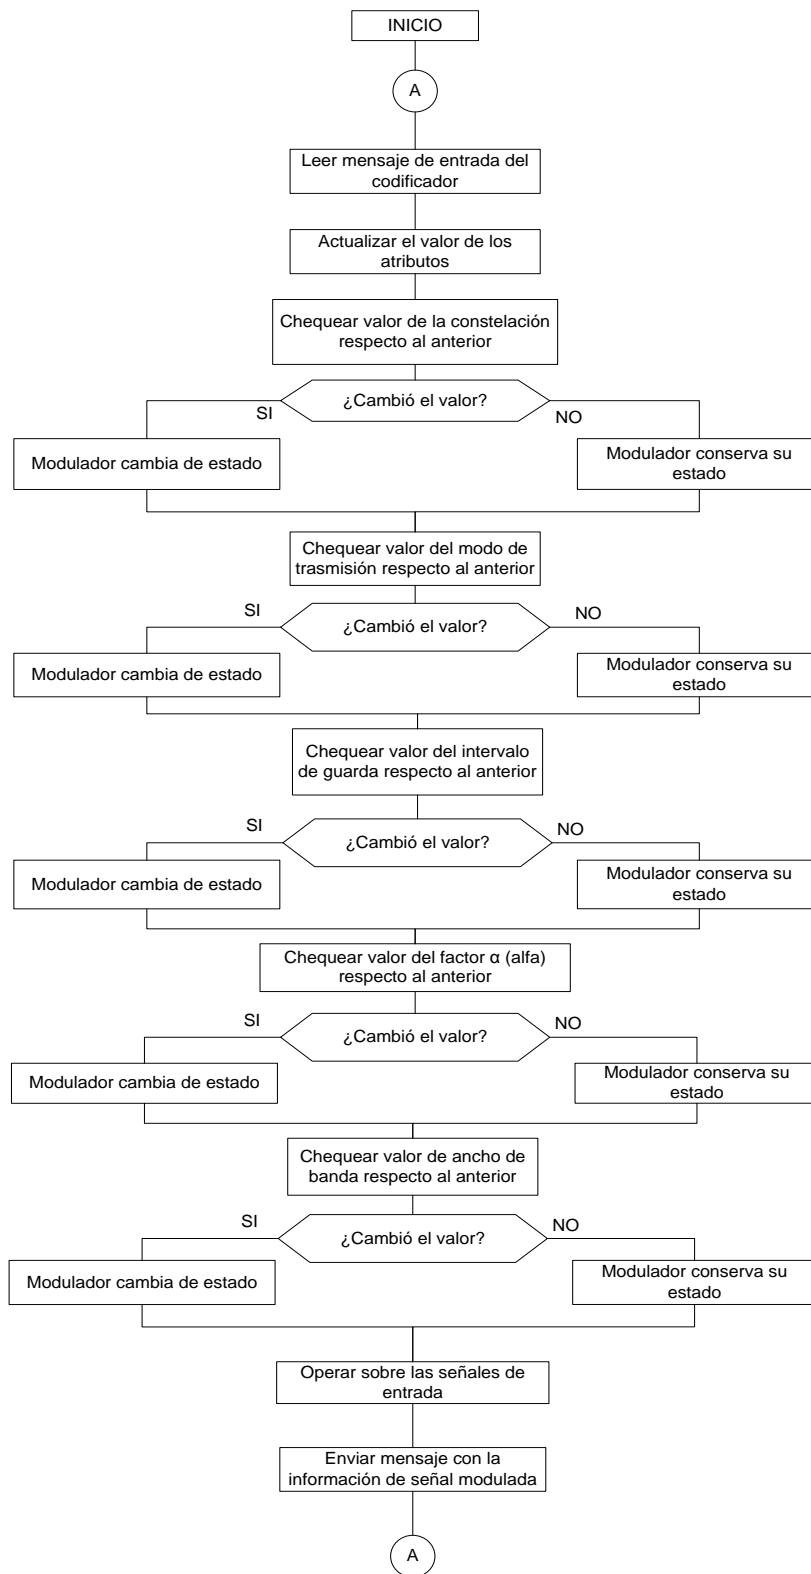 INICIO
A
Leer mensaje de entrada del
codificador
Actualizar el valor de los
atributos
Chequear valor de la constelación
respecto al anterior
¿Cambió el valor?
SI
NO
Modulador cambia de estado
Modulador conserva su
estado
Chequear valor del modo de
trasmisión respecto al anterior
SI
¿Cambió el valor?
NO
Modulador cambia de estado
Modulador conserva su
estado
Chequear valor del intervalo
de guarda respecto al anterior
SI
¿Cambió el valor?
NO
Modulador cambia de estado
Modulador conserva su
estado
Chequear valor del factor α (alfa)
respecto al anterior
SI
¿Cambió el valor?
NO
Modulador cambia de estado
Modulador conserva su
estado
Chequear valor de ancho de
banda respecto al anterior
SI
¿Cambió el valor?
NO
Modulador cambia de estado
Modulador conserva su
estado
Operar sobre las señales de
entrada
Enviar mensaje con la
información de señal modulada
A